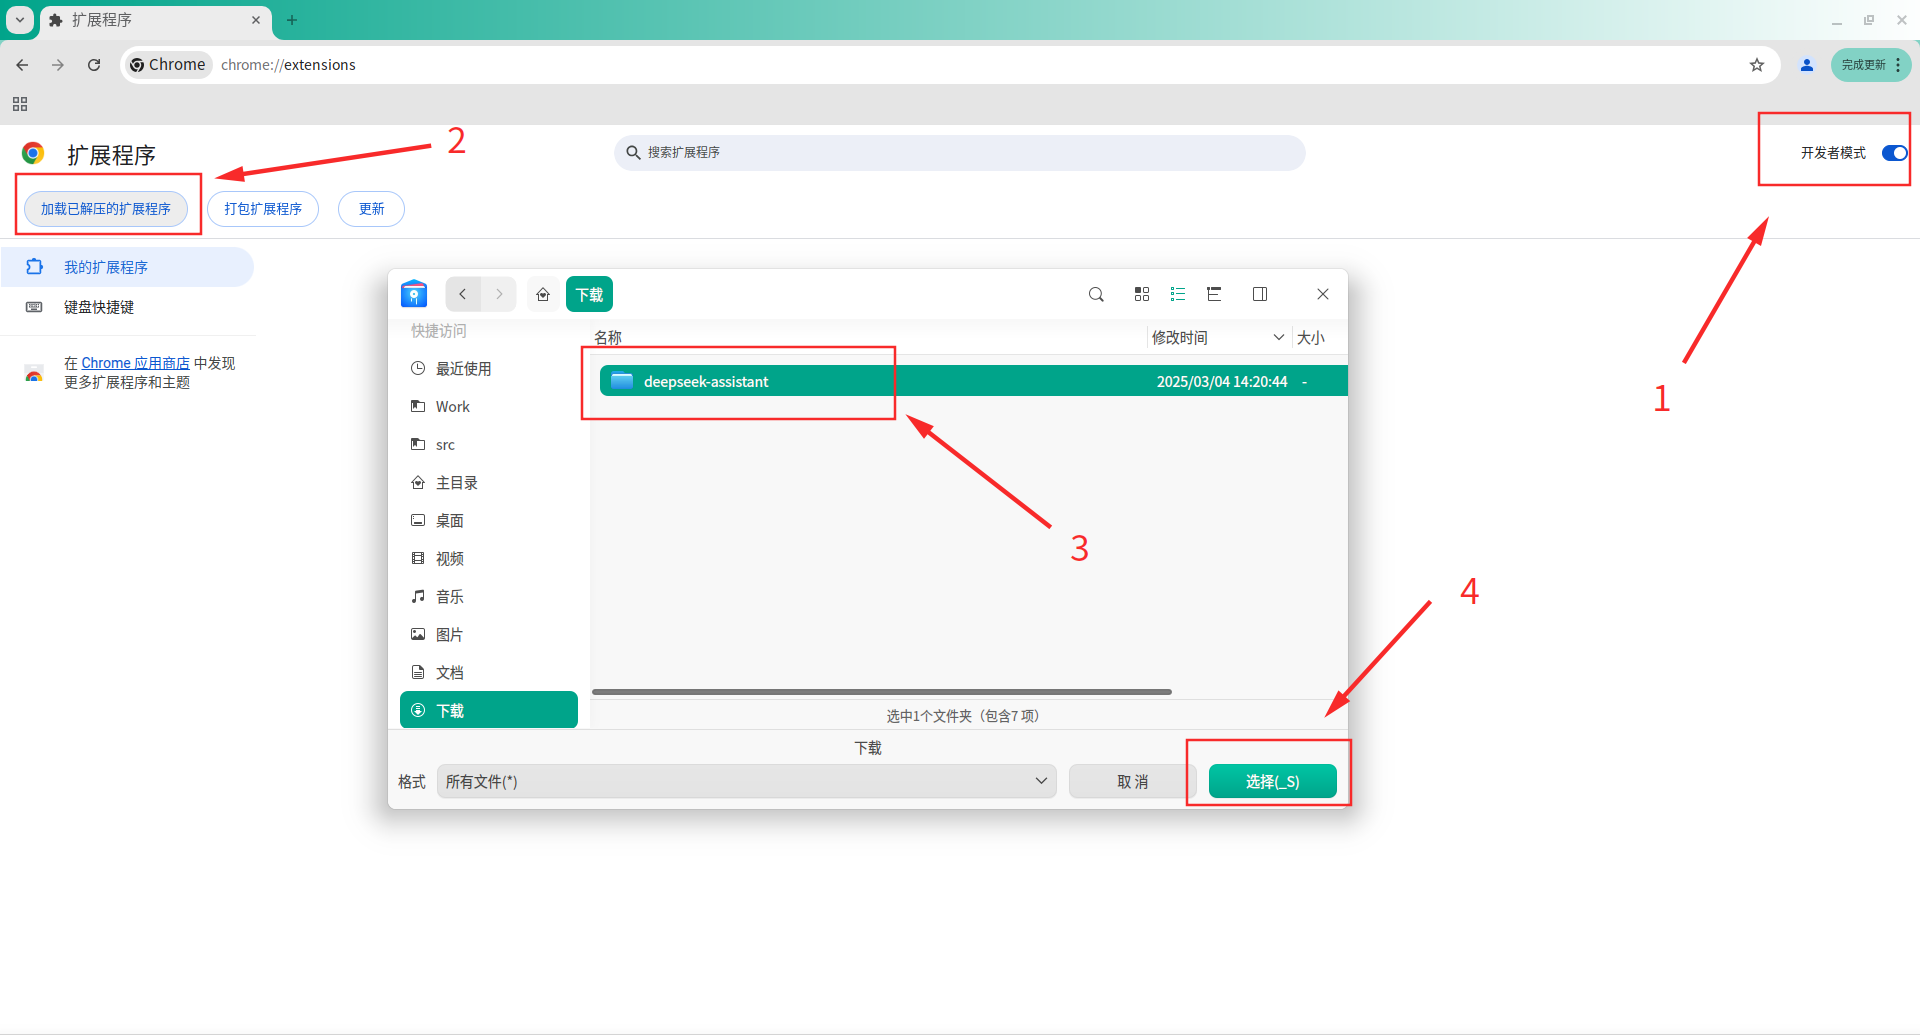 扩展程序
Chrome
chrome://extensions
完成更新
扩展程序
2
搜索扩展程序
开发者模式
加载已解压的扩展程序
打包扩展程序
更新
我的扩展程序
键盘快捷键
在 Chrome 应用商店 中发现
更多扩展程序和主题
下载
快捷访问
最近使用
Work
src
主目录
桌面
视频
音乐
图片
文档
下载
名称
修改时间
大小
deepseek-assistant
2025/03/04 14:20:44
-
1
3
4
选中1个文件夹（包含7 项）
下载
格式
所有文件(*)
取 消
选择(_S)